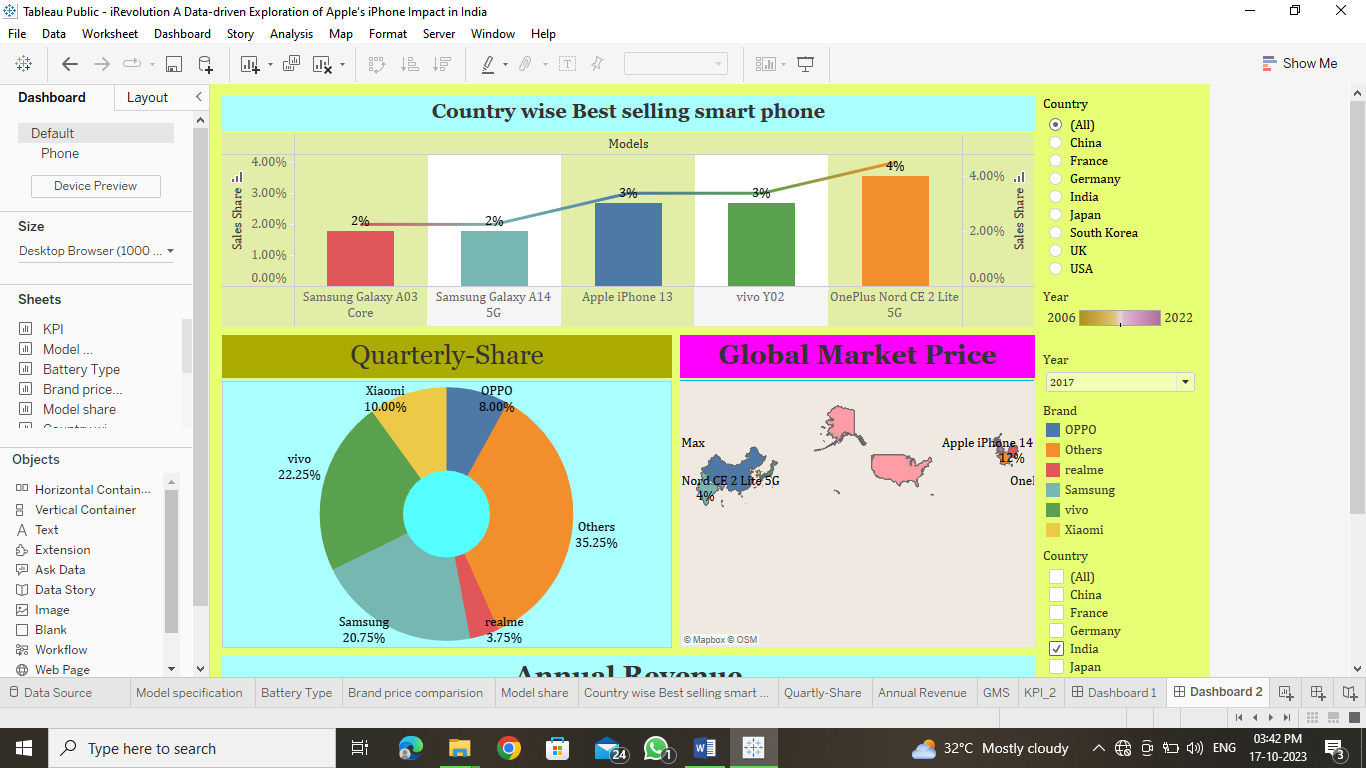 Tableau Public - iRevolution A Data-driven Exploration of Apple's iPhone Impact in India
File Data Worksheet Dashboard Story Analysis Map Format Server Window Help
Show Me
Dashboard Layout
Default
Phone
Device Preview
Size
Desktop Browser (1000 ...
Sheets
KPI
Model ...
Battery Type
Brand price...
Model share
Objects
Horizontal Contain...
Vertical Container
Text
Extension
Ask Data
Data Story
Image
Blank
Workflow
Web Page
Country wise Best selling smart phone
Models
4.00%
3.00%
2.00%
1.00%
0.00%
Sales Share
2%
2%
3%
3%
4%
4.00%
2.00%
0.00%
Sales Share
Samsung Galaxy A03 Core
Samsung Galaxy A14 5G
Apple iPhone 13
vivo Y02
OnePlus Nord CE 2 Lite 5G
Quarterly-Share
Xiaomi
10.00%
OPPO
8.00%
vivo
22.25%
Others
35.25%
Samsung
20.75%
realme
3.75%
Global Market Price
Max
Apple iPhone 14
12%
Nord CE 2 Lite 5G
4%
© Mapbox © OSM
Annual Revenue
Country
(All)
China
France
Germany
India
Japan
South Korea
UK
USA
Year
2006 2022
Year
2017
Brand
OPPO
Others
realme
Samsung
vivo
Xiaomi
Country
(All)
China
France
Germany
India
Japan
Data Source Model specification Battery Type Brand price comparision Model share Country wise Best selling smart ... Quartly-Share Annual Revenue GMS KPI_2 Dashboard 1 Dashboard 2
Type here to search
24
1
32°C Mostly cloudy
ENG
03:42 PM
17-10-2023
3